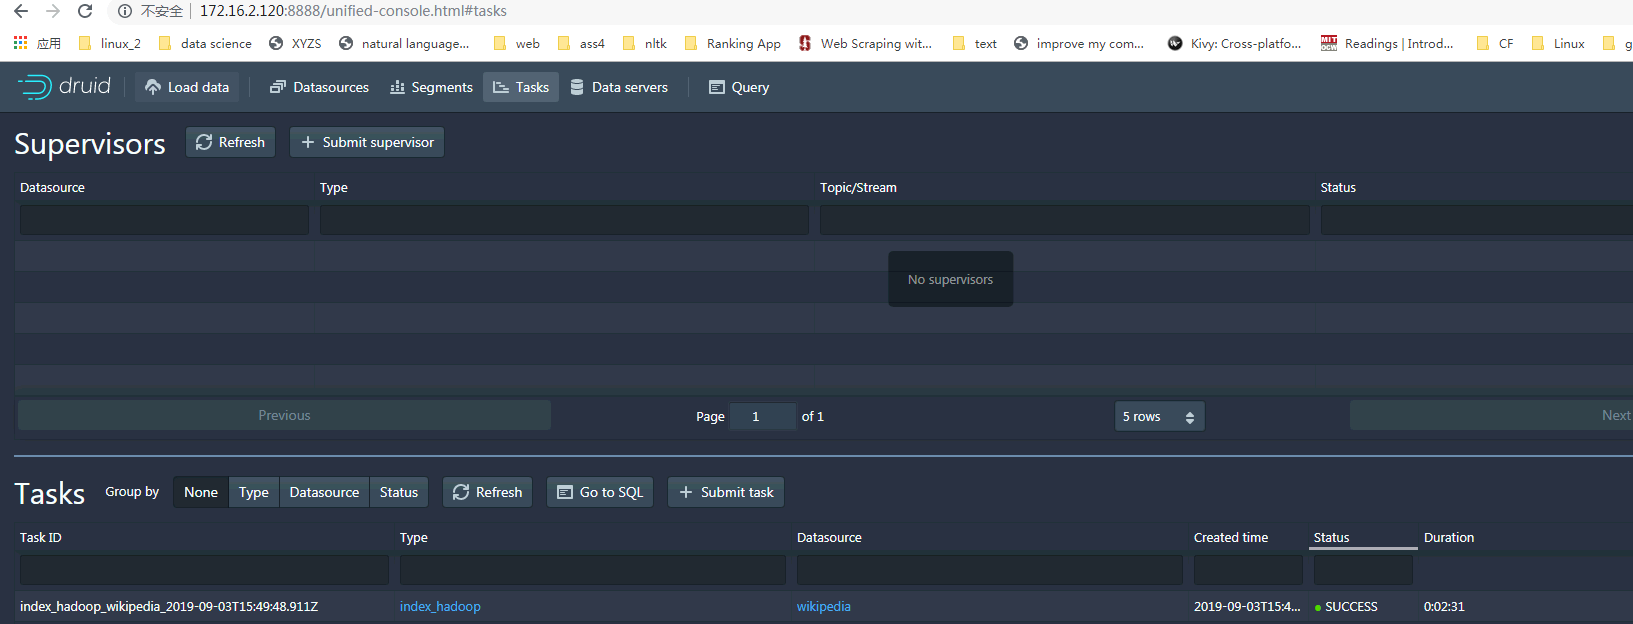 不安全 172.16.2.120:8888/unified-console.html#tasks
应用 linux_2 data science XYZS natural language... web ass4 nltk Ranking App Web Scraping wit... text improve my com... Kivy: Cross-platfo... Readings | Introd... CF Linux g
druid Load data Datasources Segments Tasks Data servers Query
Supervisors Refresh Submit supervisor
Datasource Type Topic/Stream Status
No supervisors
Previous Page 1 of 1 5 rows Next
Tasks Group by None Type Datasource Status Refresh Go to SQL Submit task
Task ID Type Datasource Created time Status Duration
index_hadoop_wikipedia_2019-09-03T15:49:48.911Z index_hadoop wikipedia 2019-09-03T15:4... SUCCESS 0:02:31